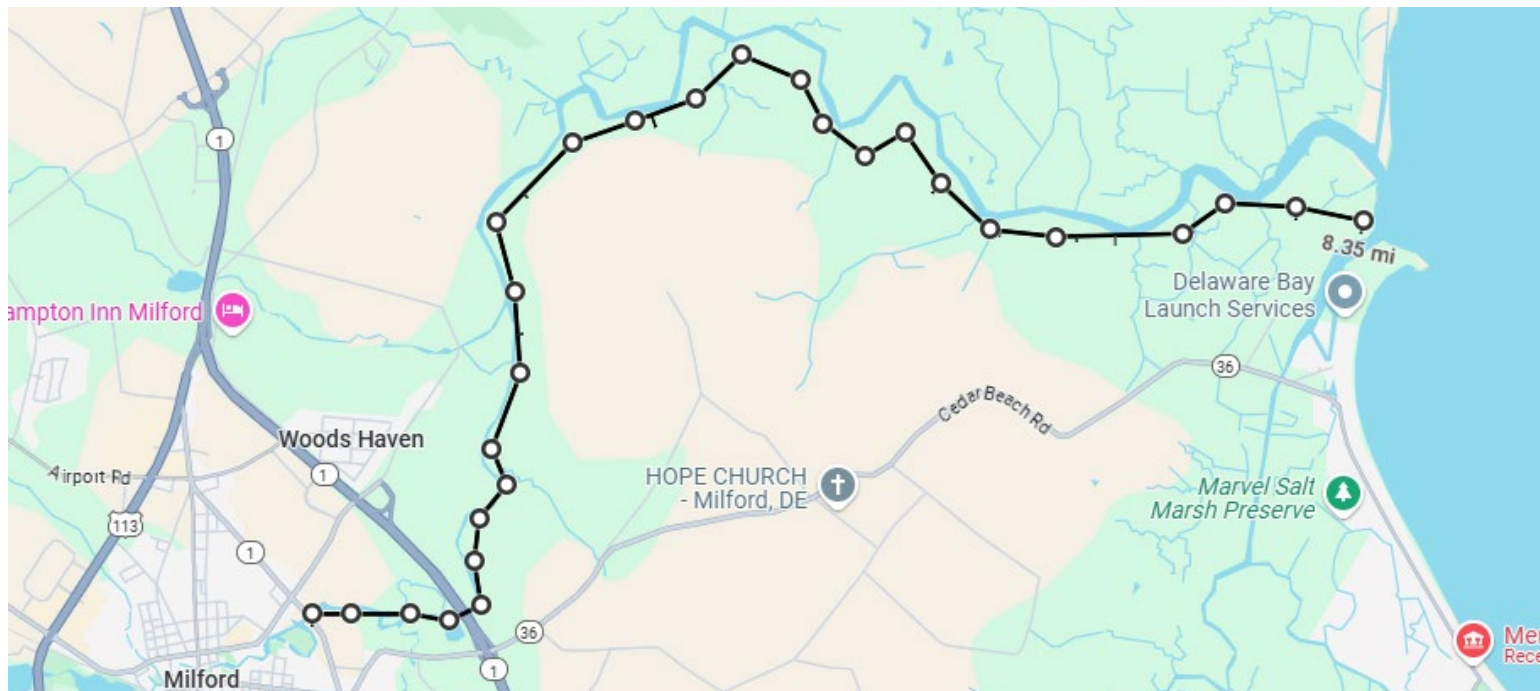 1
8.35 mi
Delaware Bay
Launch Services
ampton Inn Milford
36
Cedar Beach Rd
Woods Haven
1
Airport Rd
HOPE CHURCH
- Milford, DE
Marvel Salt
Marsh Preserve
113
1
36
1
Milford
Mer
Rece